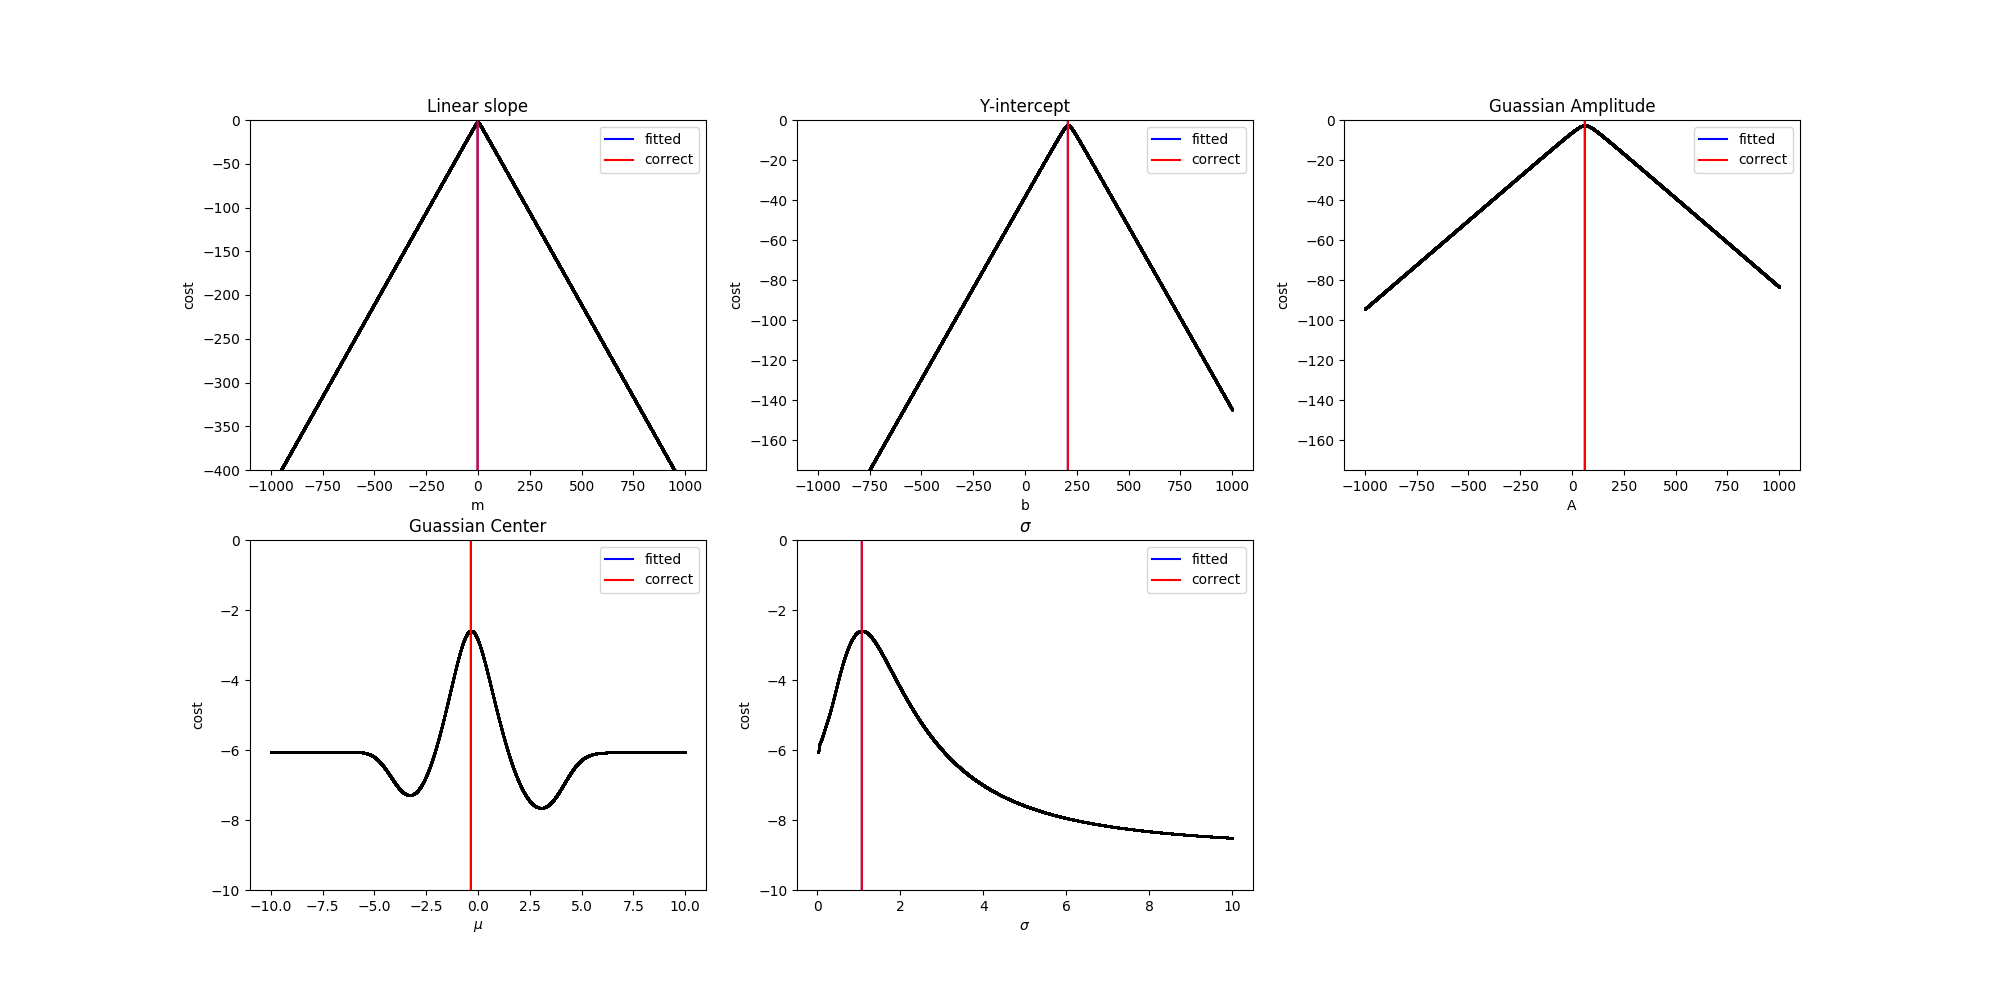 Linear slope
0
−50
−100
−150
−200
−250
−300
−350
−400
cost
−1000 −750 −500 −250 0 250 500 750 1000
m
fitted
correct
Y-intercept
0
−20
−40
−60
−80
−100
−120
−140
−160
cost
−1000 −750 −500 −250 0 250 500 750 1000
b
fitted
correct
Guassian Amplitude
0
−20
−40
−60
−80
−100
−120
−140
−160
cost
−1000 −750 −500 −250 0 250 500 750 1000
A
fitted
correct
Guassian Center
0
−2
−4
−6
−8
−10
cost
−10.0 −7.5 −5.0 −2.5 0.0 2.5 5.0 7.5 10.0
μ
fitted
correct
σ
0
−2
−4
−6
−8
−10
cost
0 2 4 6 8 10
σ
fitted
correct